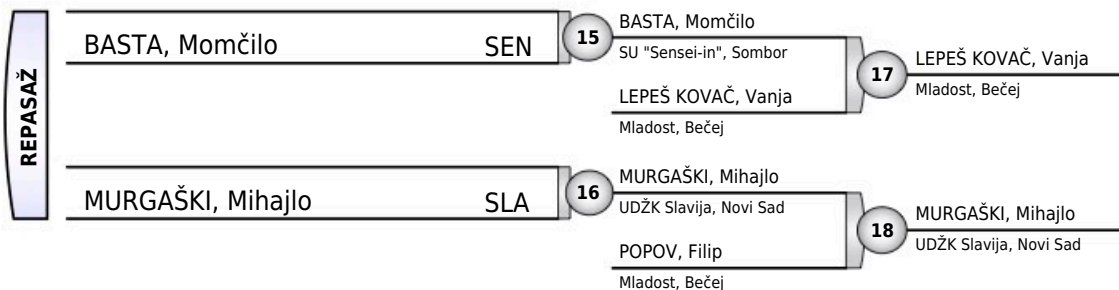 REPASAŽ
BASTA, Momčilo SEN
15
BASTA, Momčilo
SU "Sensei-in", Sombor
LEPEŠ KOVAČ, Vanja
Mladost, Bečej
17
LEPEŠ KOVAČ, Vanja
Mladost, Bečej
MURGAŠKI, Mihajlo SLA
16
MURGAŠKI, Mihajlo
UDŽK Slavija, Novi Sad
POPOV, Filip
Mladost, Bečej
18
MURGAŠKI, Mihajlo
UDŽK Slavija, Novi Sad